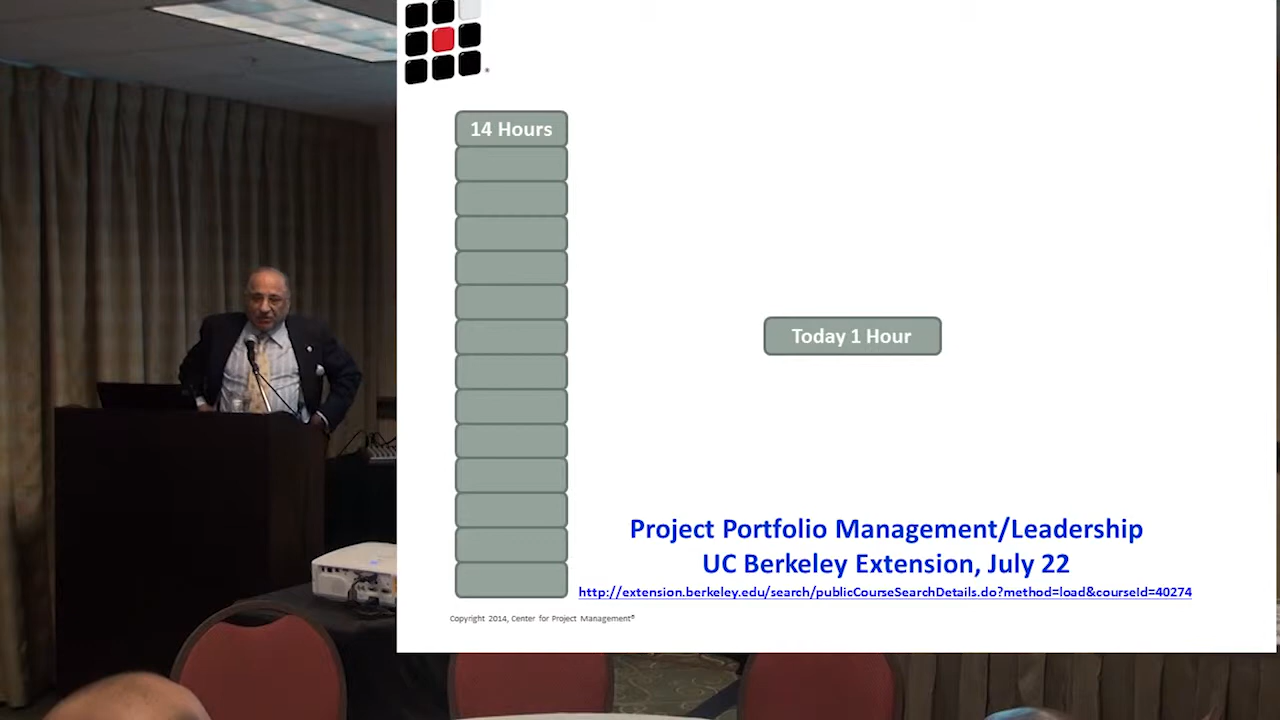 14 Hours
Today 1 Hour
Project Portfolio Management/Leadership
UC Berkeley Extension, July 22
http://extension.berkeley.edu/search/publicCourseSearchDetails.do?method=load&courseId=40274
Copyright 2014, Center for Project Management®